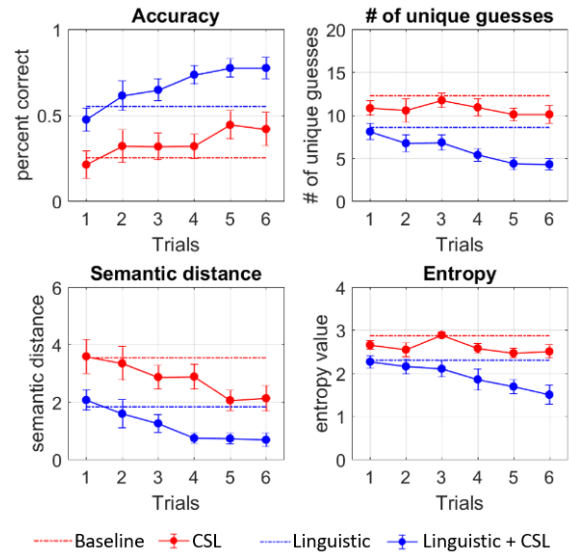 Accuracy
percent correct
1
0.5
0
1 2 3 4 5 6
Trials
# of unique guesses
# of unique guesses
20
15
10
5
0
1 2 3 4 5 6
Trials
Semantic distance
semantic distance
6
4
2
0
1 2 3 4 5 6
Trials
Entropy
entropy value
4
3
2
1
0
1 2 3 4 5 6
Trials
Baseline CSL Linguistic Linguistic + CSL